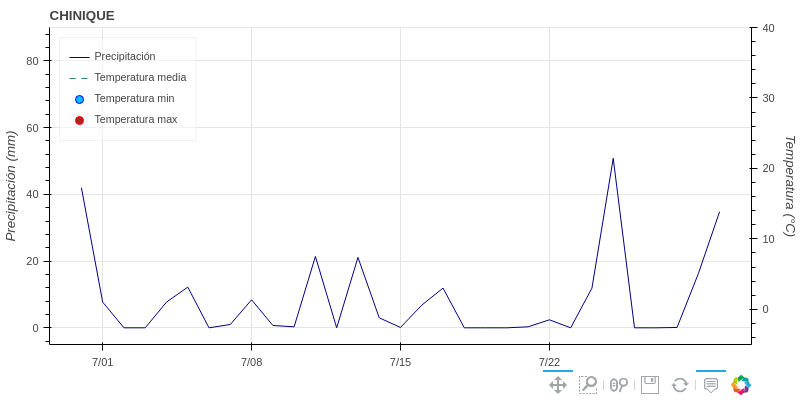 CHINIQUE
Precipitación
Temperatura media
Temperatura min
Temperatura max
Precipitación (mm)
80
60
40
20
0
Temperatura (°C)
40
30
20
10
0
7/01
7/08
7/15
7/22